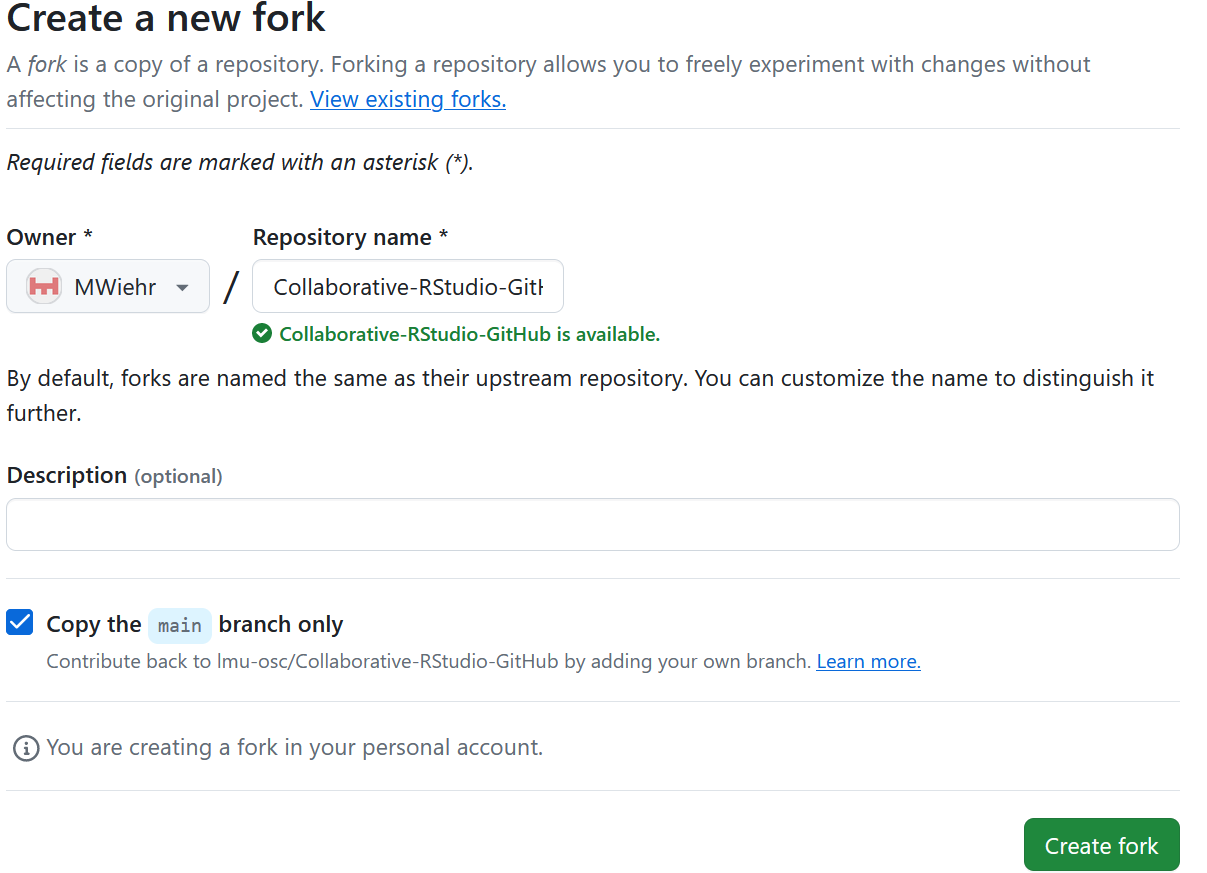 Create a new fork
A fork is a copy of a repository. Forking a repository allows you to freely experiment with changes without
affecting the original project. View existing forks.
Required fields are marked with an asterisk (*).
Owner * Repository name *
MWiehr / Collaborative-RStudio-GitH
Collaborative-RStudio-GitHub is available.
By default, forks are named the same as their upstream repository. You can customize the name to distinguish it
further.
Description (optional)
Copy the main branch only
Contribute back to lmu-osc/Collaborative-RStudio-GitHub by adding your own branch. Learn more.
You are creating a fork in your personal account.
Create fork